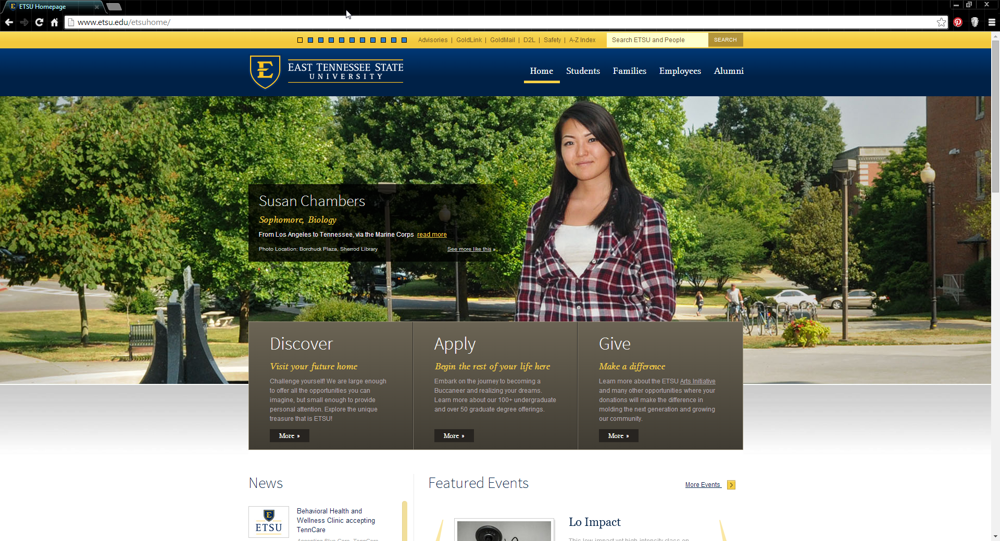 ETSU Homepage
www.etsu.edu/etsuhome/
Advisories | GoldLink | GoldMail | D2L | Safety | A-Z Index
Search ETSU and People
SEARCH
E
EAST TENNESSEE STATE
UNIVERSITY
Home Students Families Employees Alumni
Susan Chambers
Sophomore, Biology
From Los Angeles to Tennessee, via the Marine Corps read more
Photo Location: Borchuck Plaza, Sherrod Library
See more like this »
Discover
Visit your future home
Challenge yourself! We are large enough
to offer all the opportunities you can
imagine, but small enough to provide
personal attention. Explore the unique
treasure that is ETSU!
More »
Apply
Begin the rest of your life here
Embark on the journey to becoming a
Buccaneer and realizing your dreams.
Learn more about our 100+ undergraduate
and over 50 graduate degree offerings.
More »
Give
Make a difference
Learn more about the ETSU Arts Initiative
and many other opportunities where your
donations will make the difference in
molding the next generation and growing
our community.
More »
News
E
ETSU
Behavioral Health and
Wellness Clinic accepting
TennCare
Accepting Blue Care, TennCare
Featured Events
More Events
Lo Impact
This low impact yet high intensity class on